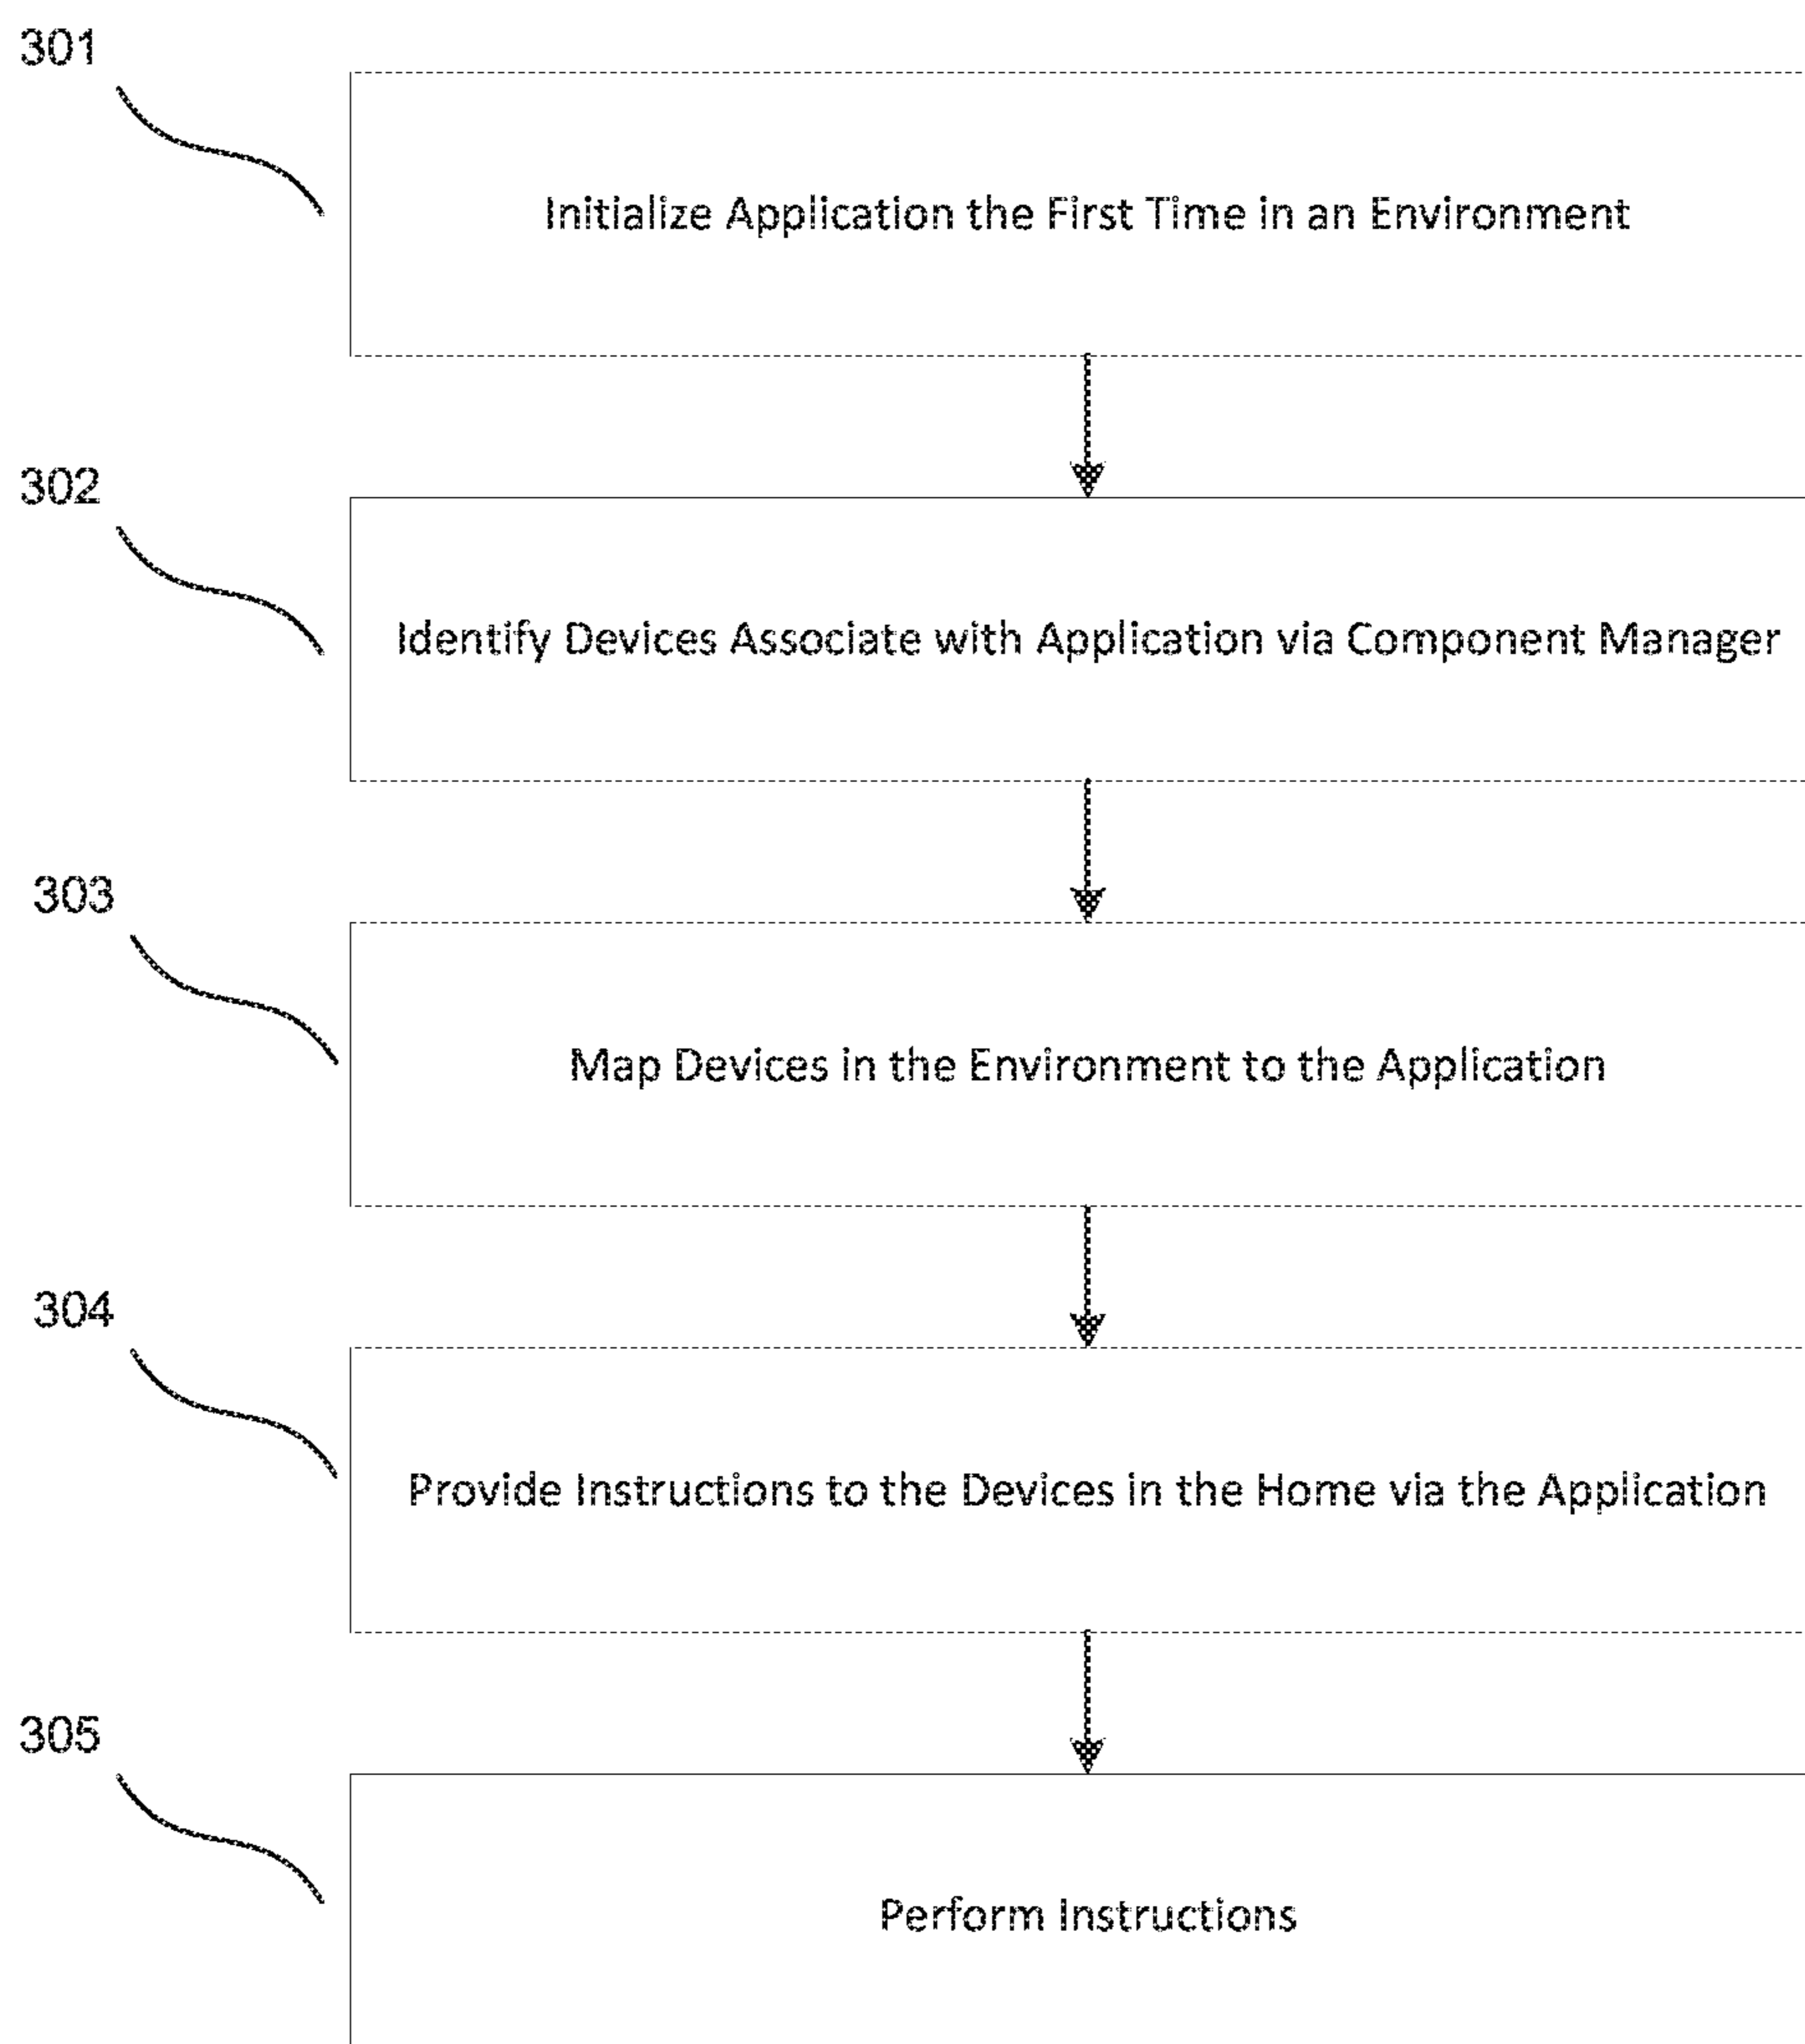 301
Initialize Application the First Time in an Environment
302
Identify Devices Associate with Application via Component Manager
303
Map Devices in the Environment to the Application
304
Provide Instructions to the Devices in the Home via the Application
305
Perform Instructions